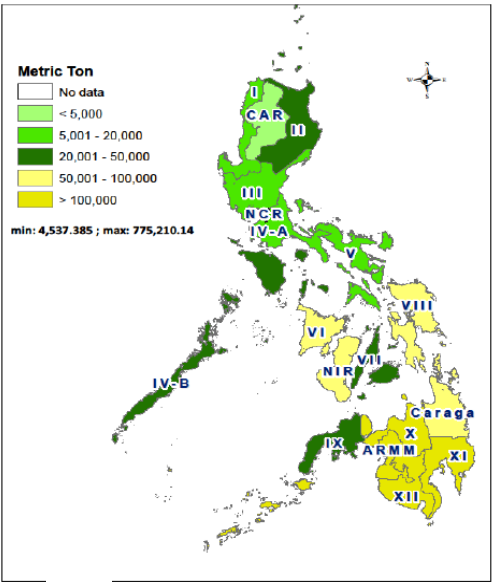 Metric Ton
No data
< 5,000
5,001 - 20,000
20,001 - 50,000
50,001 - 100,000
> 100,000
min: 4,537.385 ; max: 775,210.14
N
W
E
S
I
CAR
II
III
NCR
IV-A
V
VIII
VI
VII
NIR
IV-B
Caraga
X
IX
ARMM
XI
XII